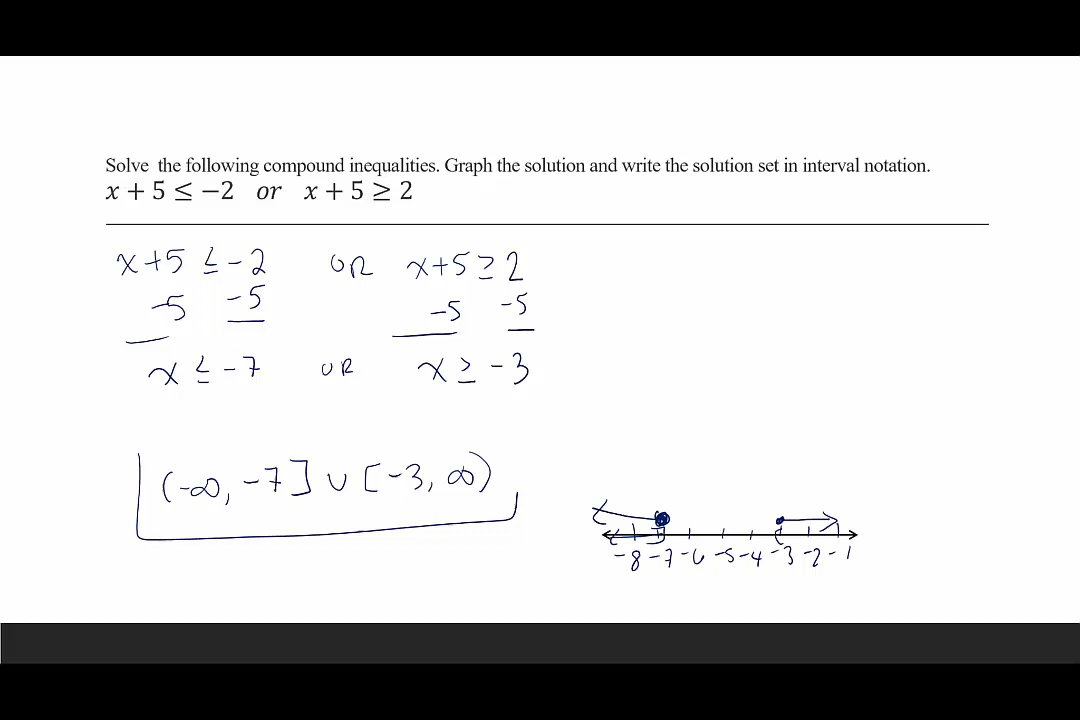 Solve the following compound inequalities. Graph the solution and write the solution set in interval notation.
x + 5 ≤ −2 or x + 5 ≥ 2
x+5 ≤ -2 OR x+5 ≥ 2
-5 -5 -5 -5
x ≤ -7 OR x ≥ -3
(-∞, -7] ∪ [-3, ∞)
-8 -7 -6 -5 -4 -3 -2 -1